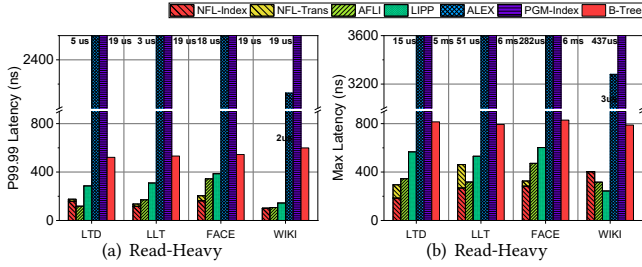 NFL-Index NFL-Trans AFLI LIPP ALEX PGM-Index B-Tree
P99.99 Latency (ns)
2400
800
400
0
5 us 19 us 3 us 19 us 18 us 19 us 19 us
2us
LTD LLT FACE WIKI
(a) Read-Heavy
Max Latency (ns)
3600
3200
800
400
0
15 us 5 ms 51 us 6 ms 282us 6 ms 437us
3us
LTD LLT FACE WIKI
(b) Read-Heavy